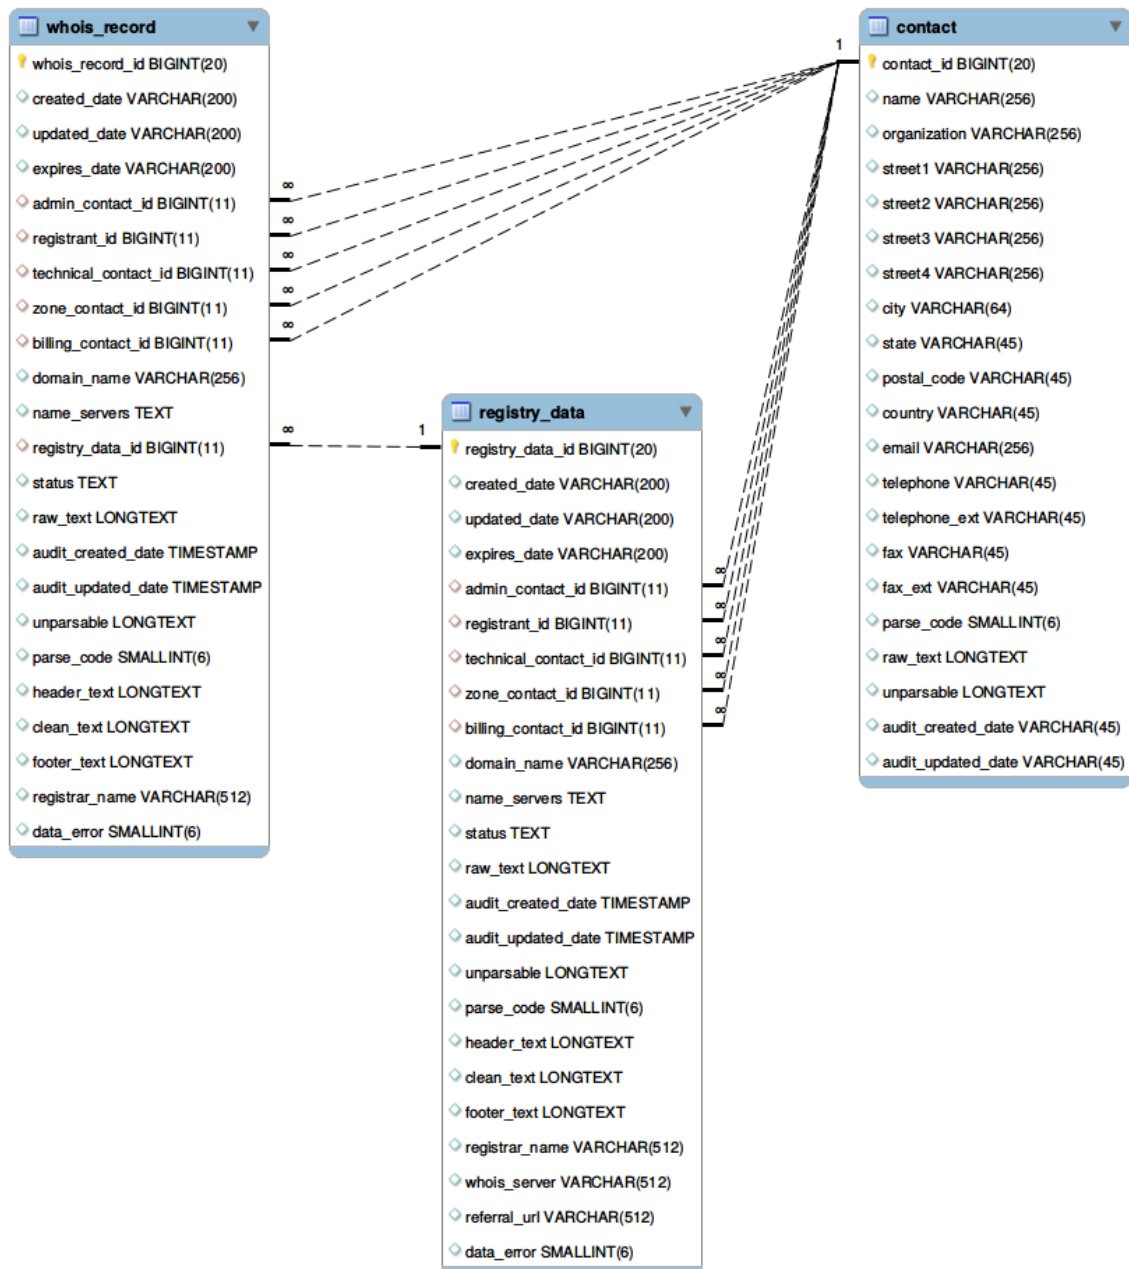 whois_record
whois_record_id BIGINT(20)
created_date VARCHAR(200)
updated_date VARCHAR(200)
expires_date VARCHAR(200)
admin_contact_id BIGINT(11)
registrant_id BIGINT(11)
technical_contact_id BIGINT(11)
zone_contact_id BIGINT(11)
billing_contact_id BIGINT(11)
domain_name VARCHAR(256)
name_servers TEXT
registry_data_id BIGINT(11)
status TEXT
raw_text LONGTEXT
audit_created_date TIMESTAMP
audit_updated_date TIMESTAMP
unparsable LONGTEXT
parse_code SMALLINT(6)
header_text LONGTEXT
clean_text LONGTEXT
footer_text LONGTEXT
registrar_name VARCHAR(512)
data_error SMALLINT(6)
∞
∞
∞
∞
∞
∞
1
registry_data
registry_data_id BIGINT(20)
created_date VARCHAR(200)
updated_date VARCHAR(200)
expires_date VARCHAR(200)
admin_contact_id BIGINT(11)
registrant_id BIGINT(11)
technical_contact_id BIGINT(11)
zone_contact_id BIGINT(11)
billing_contact_id BIGINT(11)
domain_name VARCHAR(256)
name_servers TEXT
status TEXT
raw_text LONGTEXT
audit_created_date TIMESTAMP
audit_updated_date TIMESTAMP
unparsable LONGTEXT
parse_code SMALLINT(6)
header_text LONGTEXT
clean_text LONGTEXT
footer_text LONGTEXT
registrar_name VARCHAR(512)
whois_server VARCHAR(512)
referral_url VARCHAR(512)
data_error SMALLINT(6)
∞
∞
∞
∞
∞
1
contact
contact_id BIGINT(20)
name VARCHAR(256)
organization VARCHAR(256)
street1 VARCHAR(256)
street2 VARCHAR(256)
street3 VARCHAR(256)
street4 VARCHAR(256)
city VARCHAR(64)
state VARCHAR(45)
postal_code VARCHAR(45)
country VARCHAR(45)
email VARCHAR(256)
telephone VARCHAR(45)
telephone_ext VARCHAR(45)
fax VARCHAR(45)
fax_ext VARCHAR(45)
parse_code SMALLINT(6)
raw_text LONGTEXT
unparsable LONGTEXT
audit_created_date VARCHAR(45)
audit_updated_date VARCHAR(45)